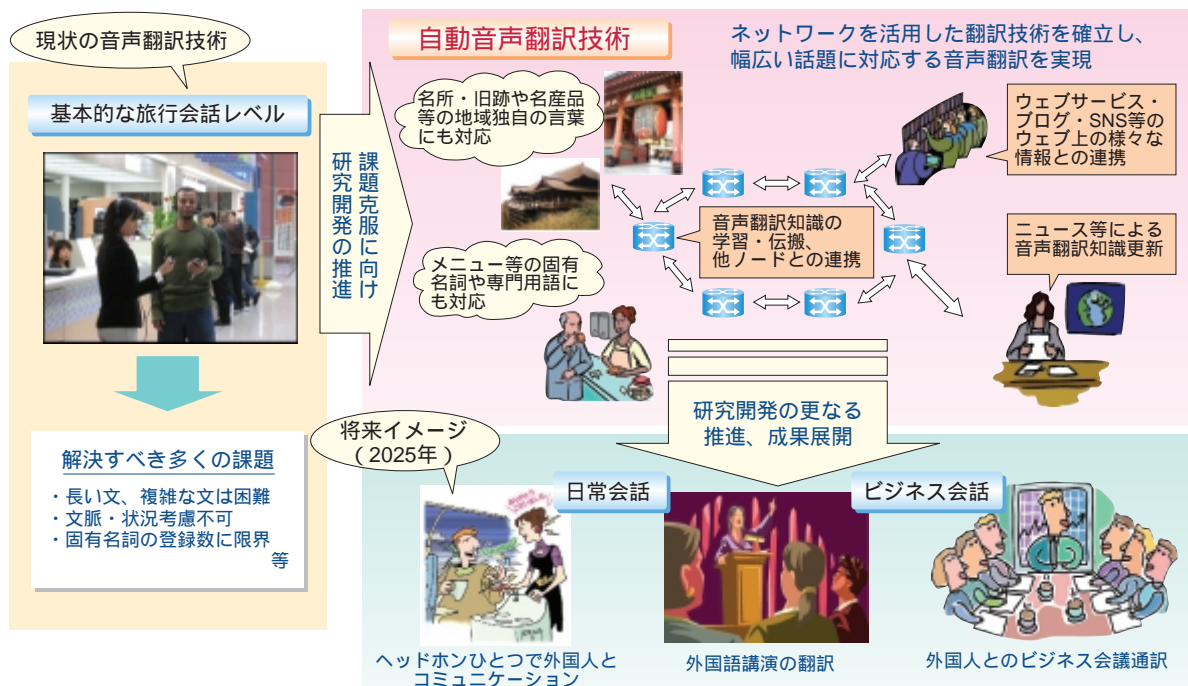 現状の音声翻訳技術
基本的な旅行会話レベル
解決すべき多くの課題
・長い文、複雑な文は困難
・文脈・状況考慮不可
・固有名詞の登録数に限界
等
課題克服に向け
研究開発の推進
自動音声翻訳技術
ネットワークを活用した翻訳技術を確立し、
幅広い話題に対応する音声翻訳を実現
名所・旧跡や名産品
等の地域独自の言葉
にも対応
メニュー等の固有
名詞や専門用語に
も対応
音声翻訳知識の
学習・伝搬、
他ノードとの連携
ウェブサービス・
ブログ・SNS等の
ウェブ上の様々な
情報との連携
ニュース等による
音声翻訳知識更新
研究開発の更なる
推進、成果展開
将来イメージ
（2025年）
日常会話
ビジネス会話
ヘッドホンひとつで外国人と
コミュニケーション
外国語講演の翻訳
外国人とのビジネス会議通訳